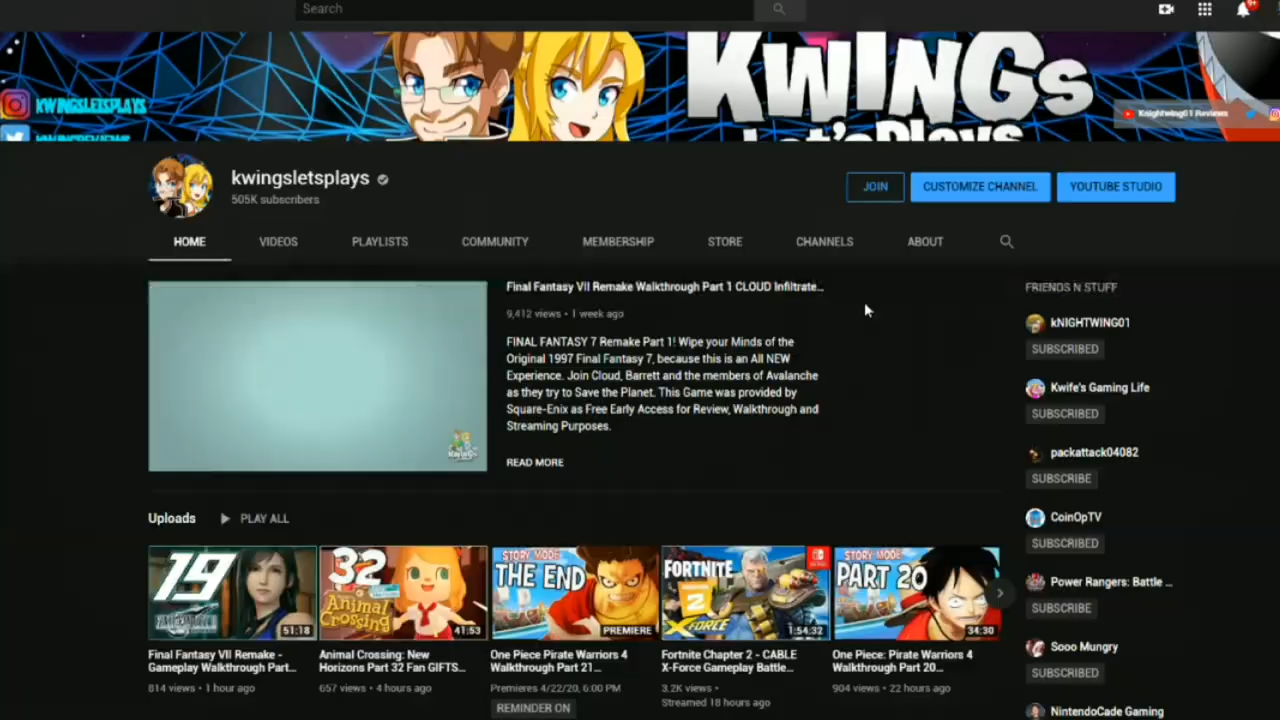 Search
9+
KWINGSLETSPLAYS
KWINGs
Let'sPlays
Knightwing01 Reviews
kwingsletsplays
505K subscribers
JOIN
CUSTOMIZE CHANNEL
YOUTUBE STUDIO
HOME
VIDEOS
PLAYLISTS
COMMUNITY
MEMBERSHIP
STORE
CHANNELS
ABOUT
Final Fantasy VII Remake Walkthrough Part 1 CLOUD Infiltrate...
9,412 views • 1 week ago
FINAL FANTASY 7 Remake Part 1! Wipe your Minds of the
Original 1997 Final Fantasy 7, because this is an All NEW
Experience. Join Cloud, Barrett and the members of Avalanche
as they try to Save the Planet. This Game was provided by
Square-Enix as Free Early Access for Review, Walkthrough and
Streaming Purposes.
READ MORE
FRIENDS N STUFF
kNIGHTWING01
SUBSCRIBED
Kwife's Gaming Life
SUBSCRIBED
packattack04082
SUBSCRIBE
CoinOpTV
SUBSCRIBED
Power Rangers: Battle ...
SUBSCRIBE
Sooo Mungry
SUBSCRIBED
NintendoCade Gaming
Uploads
PLAY ALL
19
51:18
32
Animal
Crossing
41:53
STORY MODE
THE END
PREMIERE
FORTNITE
2
X-FORCE
1:54:32
STORY MODE
PART 20
34:30
Final Fantasy VII Remake -
Gameplay Walkthrough Part...
814 views • 1 hour ago
Animal Crossing: New
Horizons Part 32 Fan GIFTS...
657 views • 4 hours ago
One Piece Pirate Warriors 4
Walkthrough Part 21...
Premieres 4/22/20, 6:00 PM
REMINDER ON
Fortnite Chapter 2 - CABLE
X-Force Gameplay Battle...
3.2K views •
Streamed 18 hours ago
One Piece: Pirate Warriors 4
Walkthrough Part 20...
904 views • 22 hours ago